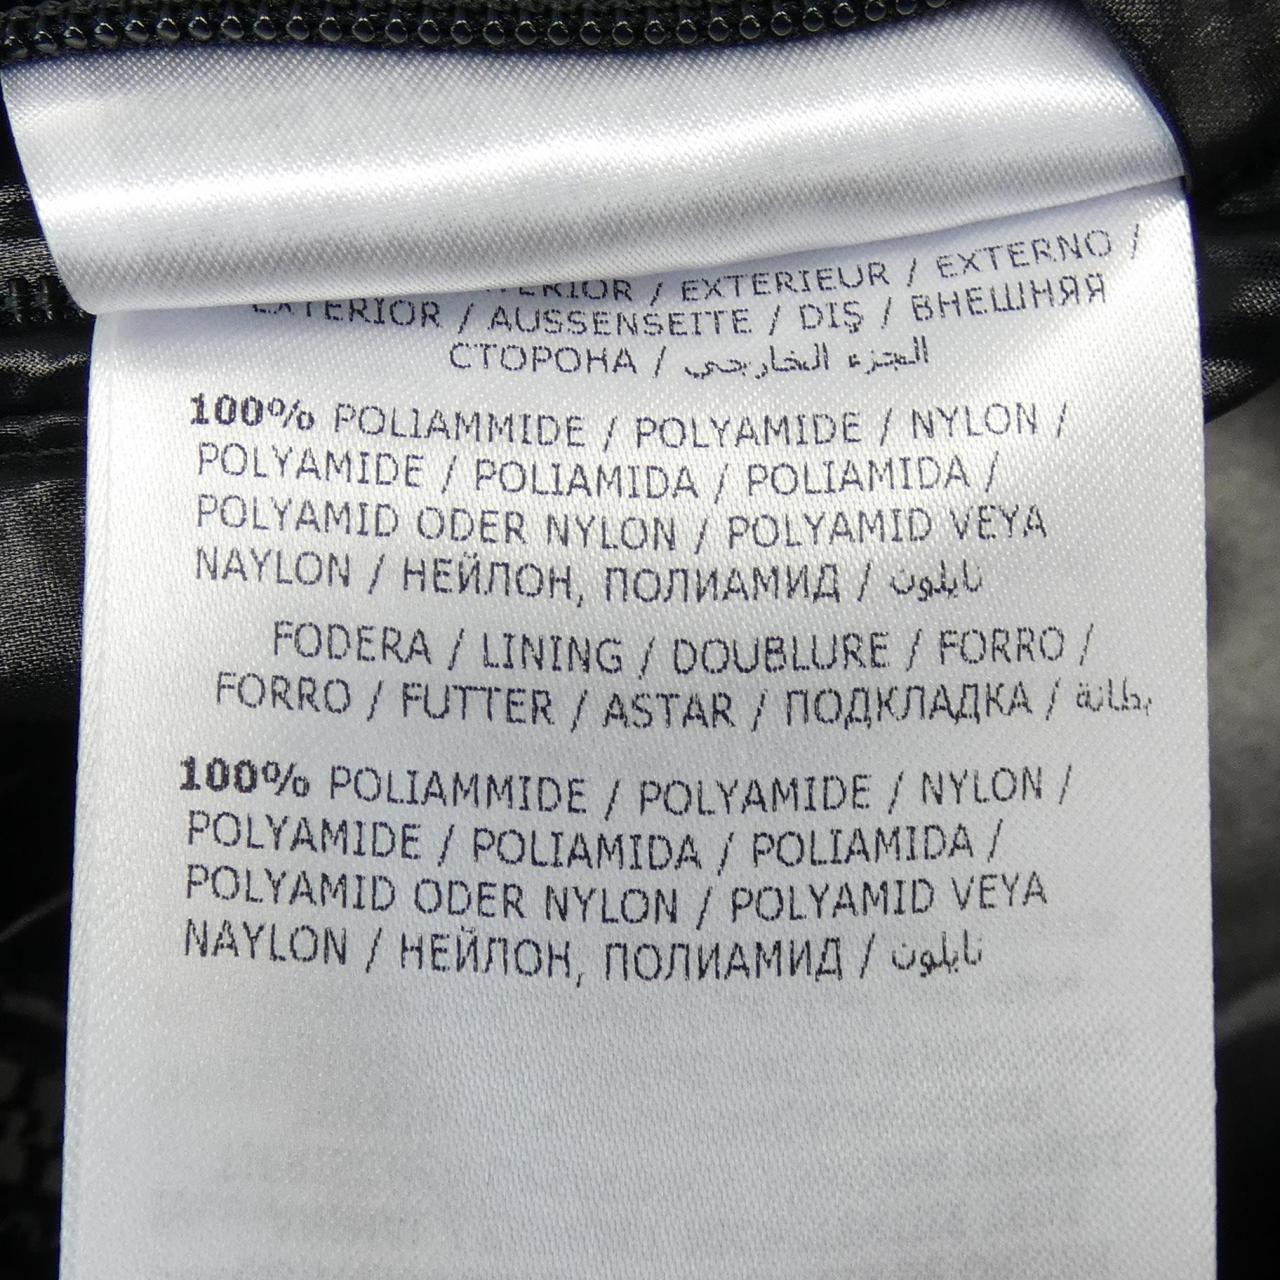 EXTERIEUR / EXTERNO /
EXTERIOR / AUSSENSEITE / DIŞ / ВНЕШНЯЯ
СТОРОНА / الجزء الخارجي
100% POLIAMMIDE / POLYAMIDE / NYLON /
POLYAMIDE / POLIAMIDA / POLIAMIDA /
POLYAMID ODER NYLON / POLYAMID VEYA
NAYLON / НЕЙЛОН, ПОЛИАМИД / نايلون
FODERA / LINING / DOUBLURE / FORRO /
FORRO / FUTTER / ASTAR / ПОДКЛАДКА / بطانة
100% POLIAMMIDE / POLYAMIDE / NYLON /
POLYAMIDE / POLIAMIDA / POLIAMIDA /
POLYAMID ODER NYLON / POLYAMID VEYA
NAYLON / НЕЙЛОН, ПОЛИАМИД / نايلون